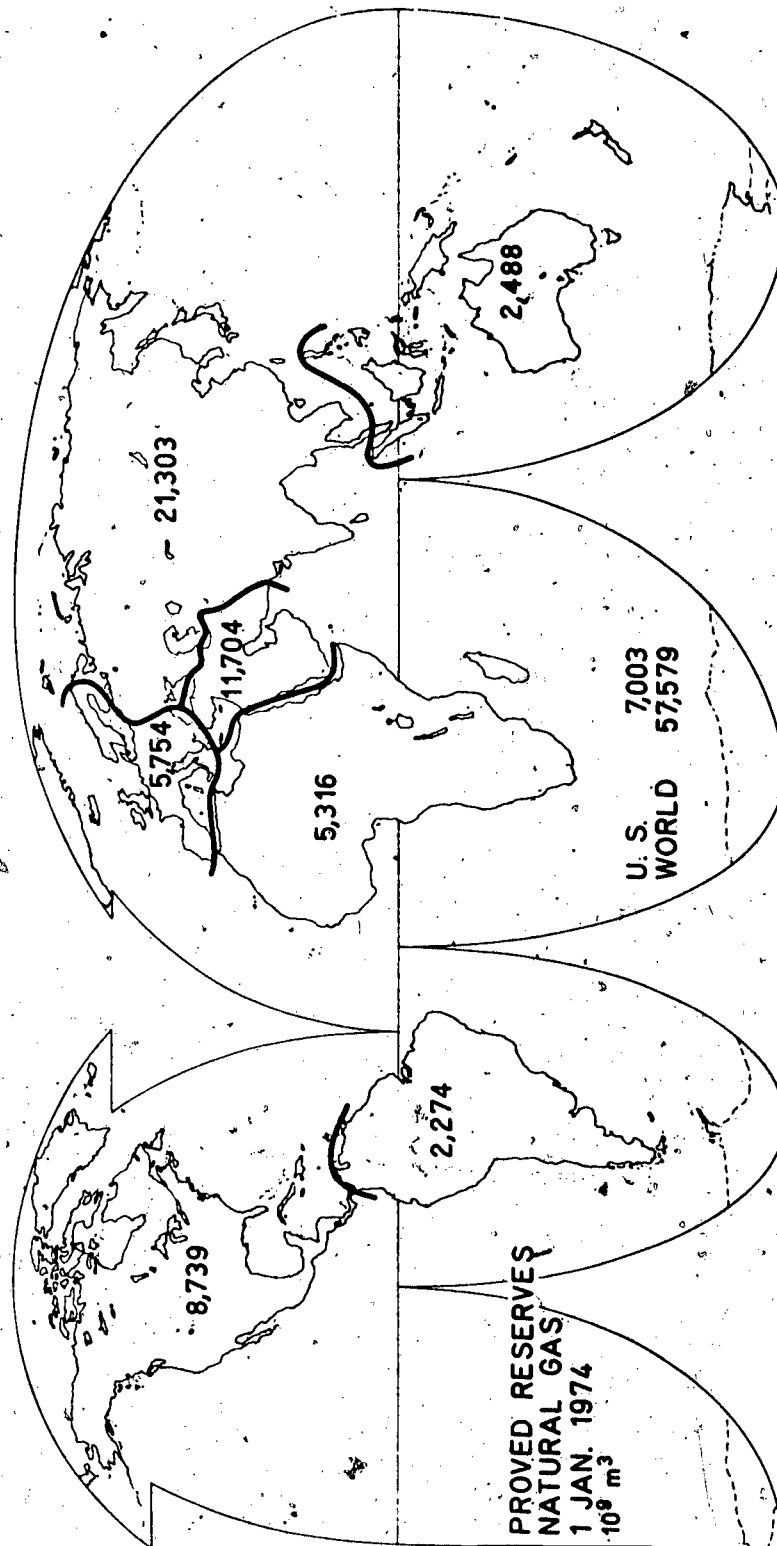 8,739
5,754
21,303
11,704
5,316
2,274
2,488
PROVED RESERVES
NATURAL GAS
1 JAN. 1974
10⁹ m³
U. S. 7,003
WORLD 57,579